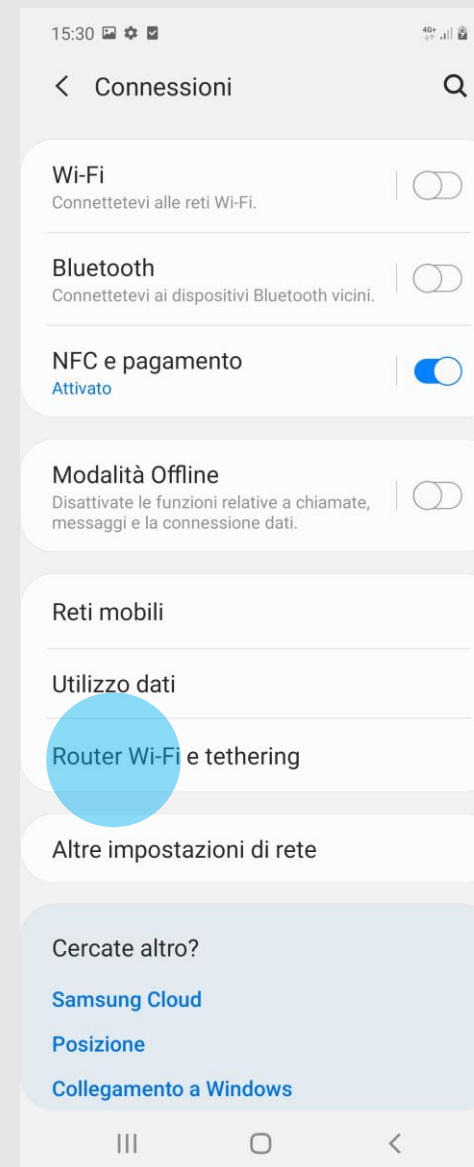 15:30
4G+
Connessioni
Wi-Fi
Connettetevi alle reti Wi-Fi.
Bluetooth
Connettetevi ai dispositivi Bluetooth vicini.
NFC e pagamento
Attivato
Modalità Offline
Disattivate le funzioni relative a chiamate,
messaggi e la connessione dati.
Reti mobili
Utilizzo dati
Router Wi-Fi e tethering
Altre impostazioni di rete
Cercate altro?
Samsung Cloud
Posizione
Collegamento a Windows